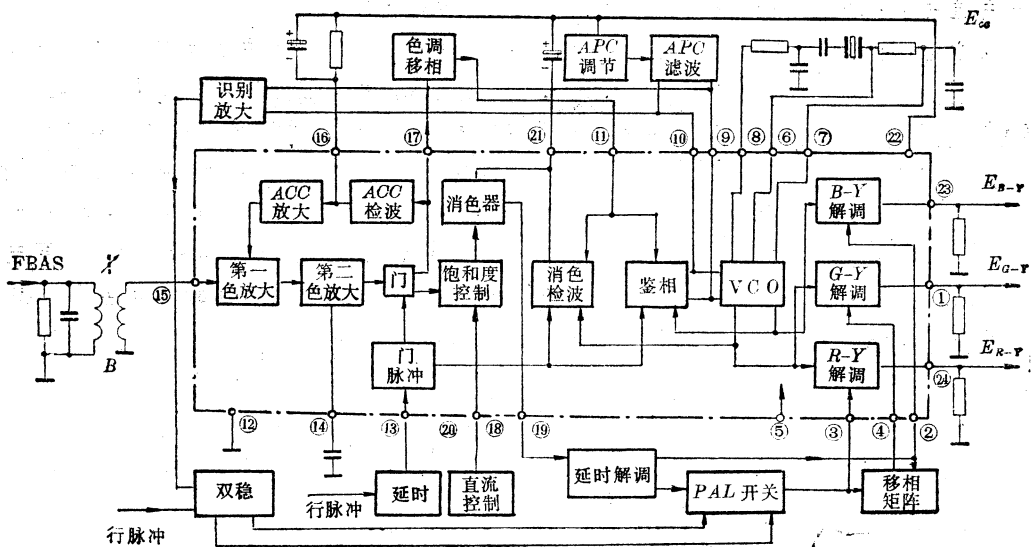 E_cc
色调
移相
APC
调节
APC
滤波
识别
放大
⑯
⑰
㉑
⑪
⑩
⑨
⑧
⑥
⑦
㉒
ACC
放大
ACC
检波
消色器
B-Y
解调
㉓
E_{B-Y}
FBAS
B
⑮
第一
色放大
第二
色放大
门
饱和度
控制
消色
检波
鉴相
VCO
G-Y
解调
①
E_{G-Y}
门
脉冲
R-Y
解调
㉔
E_{R-Y}
⑫
⑭
⑬
⑳
⑱
⑲
⑤
③
④
②
双稳
行脉冲
行脉冲
延时
直流
控制
延时解调
PAL开关
移相
矩阵